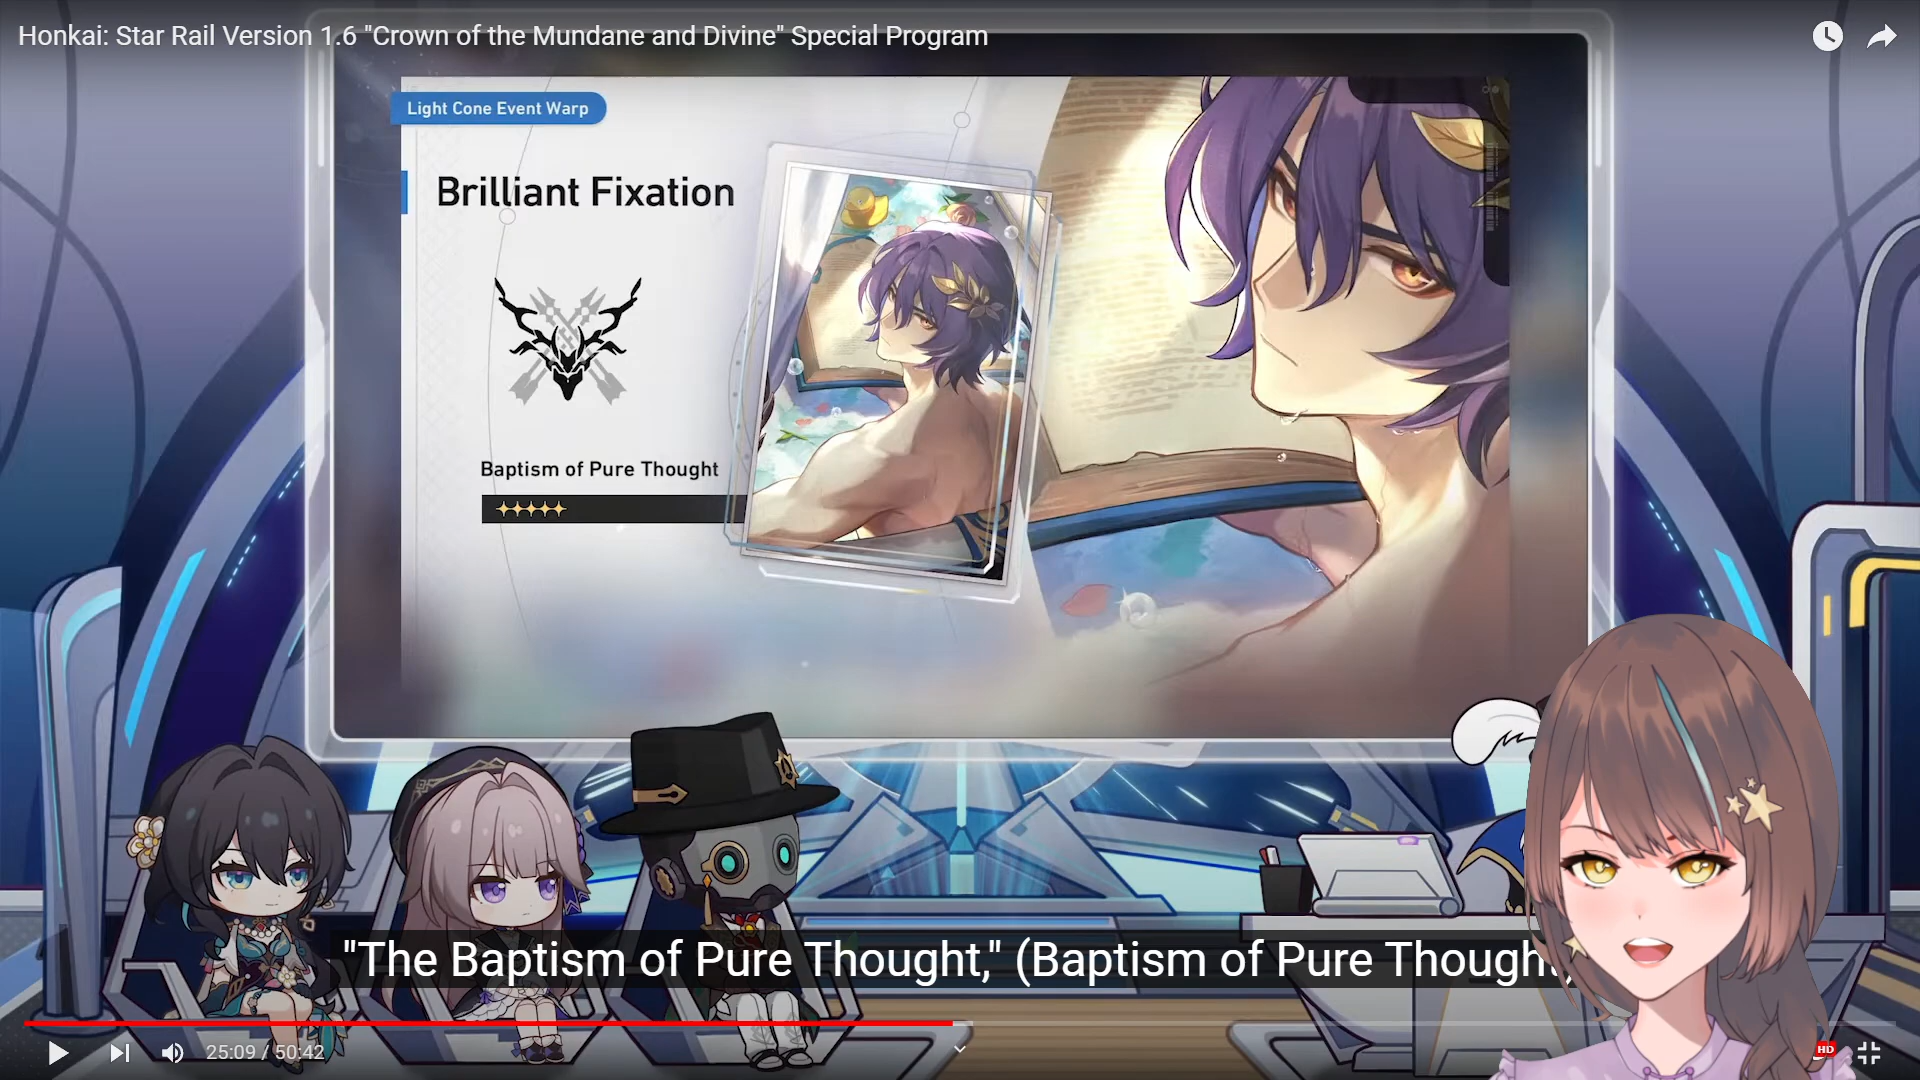 Honkai: Star Rail Version 1.6 "Crown of the Mundane and Divine" Special Program
Light Cone Event Warp
Brilliant Fixation
Baptism of Pure Thought
"The Baptism of Pure Thought," (Baptism of Pure Thought,
25:09 / 50:42
HD